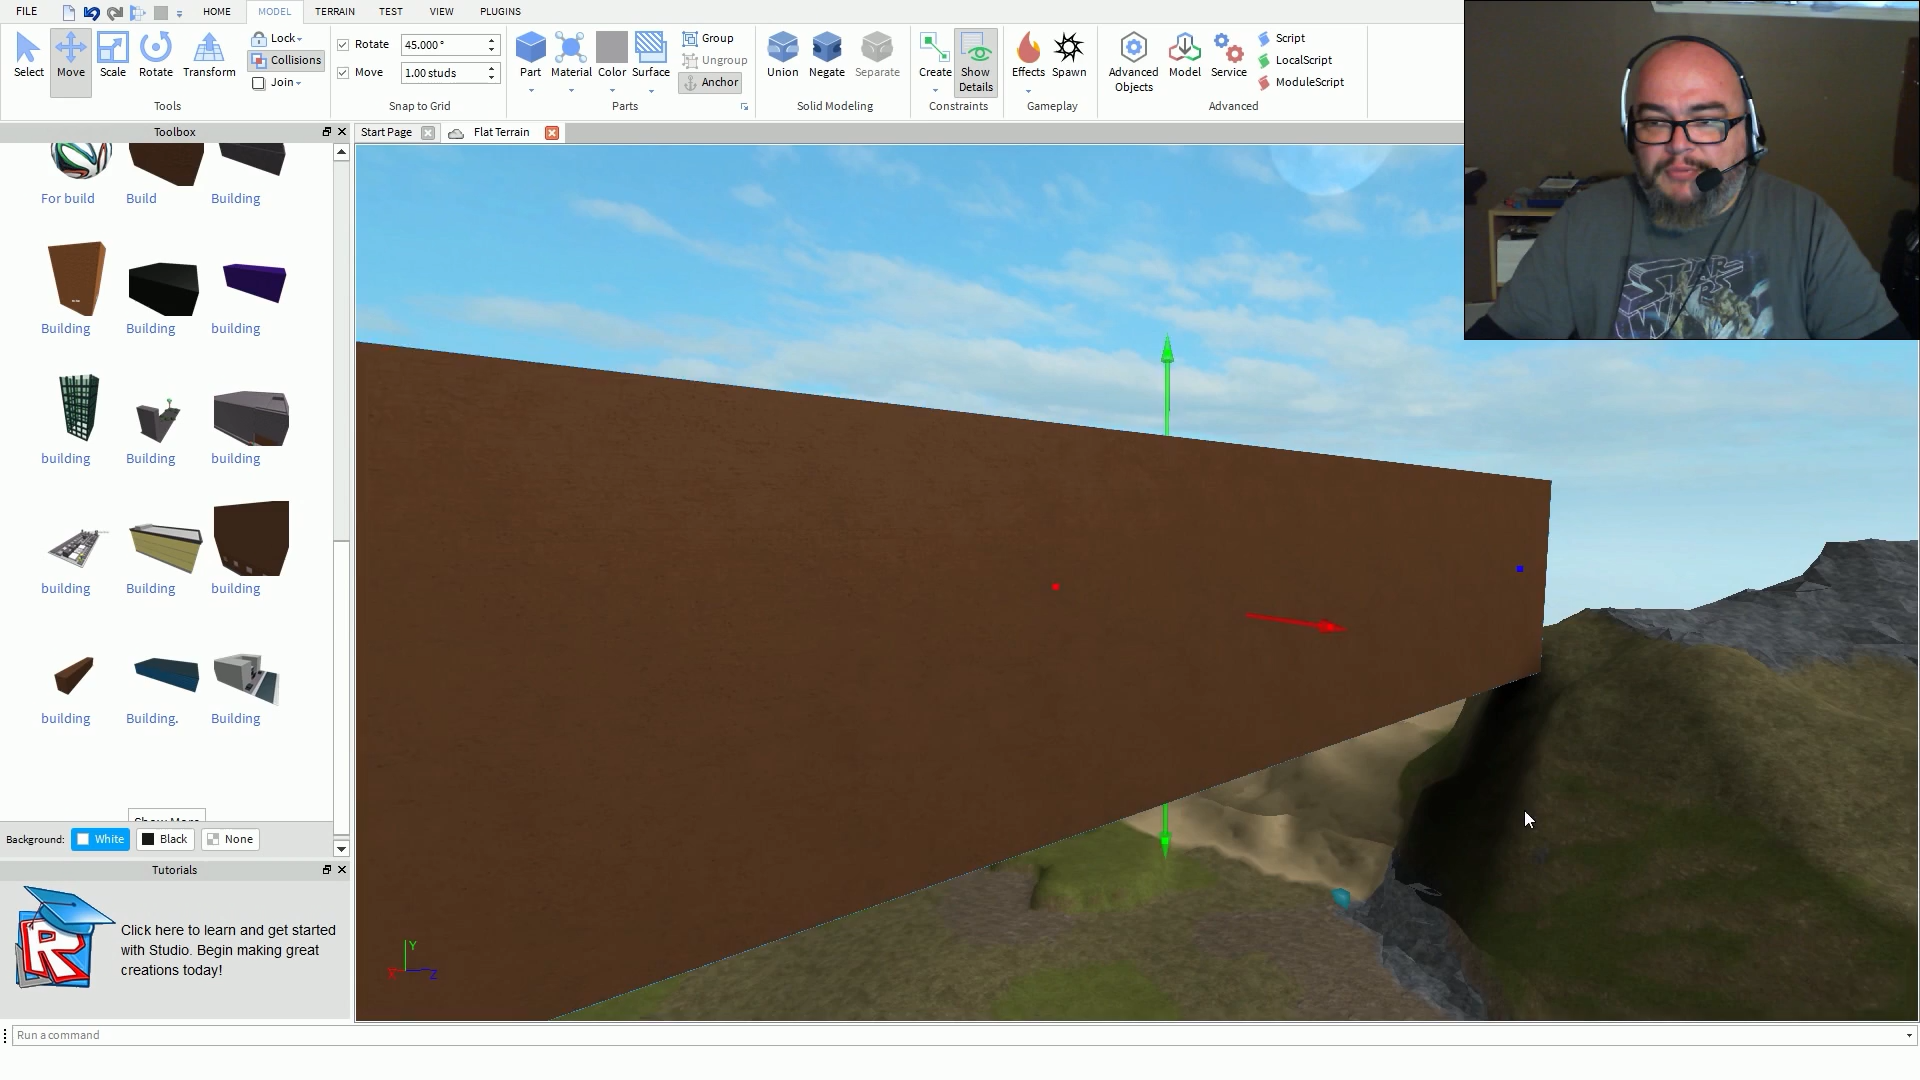 FILE
HOME
MODEL
TERRAIN
TEST
VIEW
PLUGINS
Select
Move
Scale
Rotate
Transform
Lock
Collisions
Join
Tools
Rotate
45.000 °
Move
1.00 studs
Snap to Grid
Part
Material
Color
Surface
Group
Ungroup
Anchor
Parts
Union
Negate
Separate
Solid Modeling
Create
Show
Details
Constraints
Effects
Spawn
Gameplay
Advanced
Objects
Model
Service
Script
LocalScript
ModuleScript
Advanced
Toolbox
Start Page
Flat Terrain
For build
Build
Building
Building
Building
building
building
Building
building
building
Building
building
building
Building.
Building
Show More
Background:
White
Black
None
Tutorials
Click here to learn and get started
with Studio. Begin making great
creations today!
Y
X
Z
Run a command